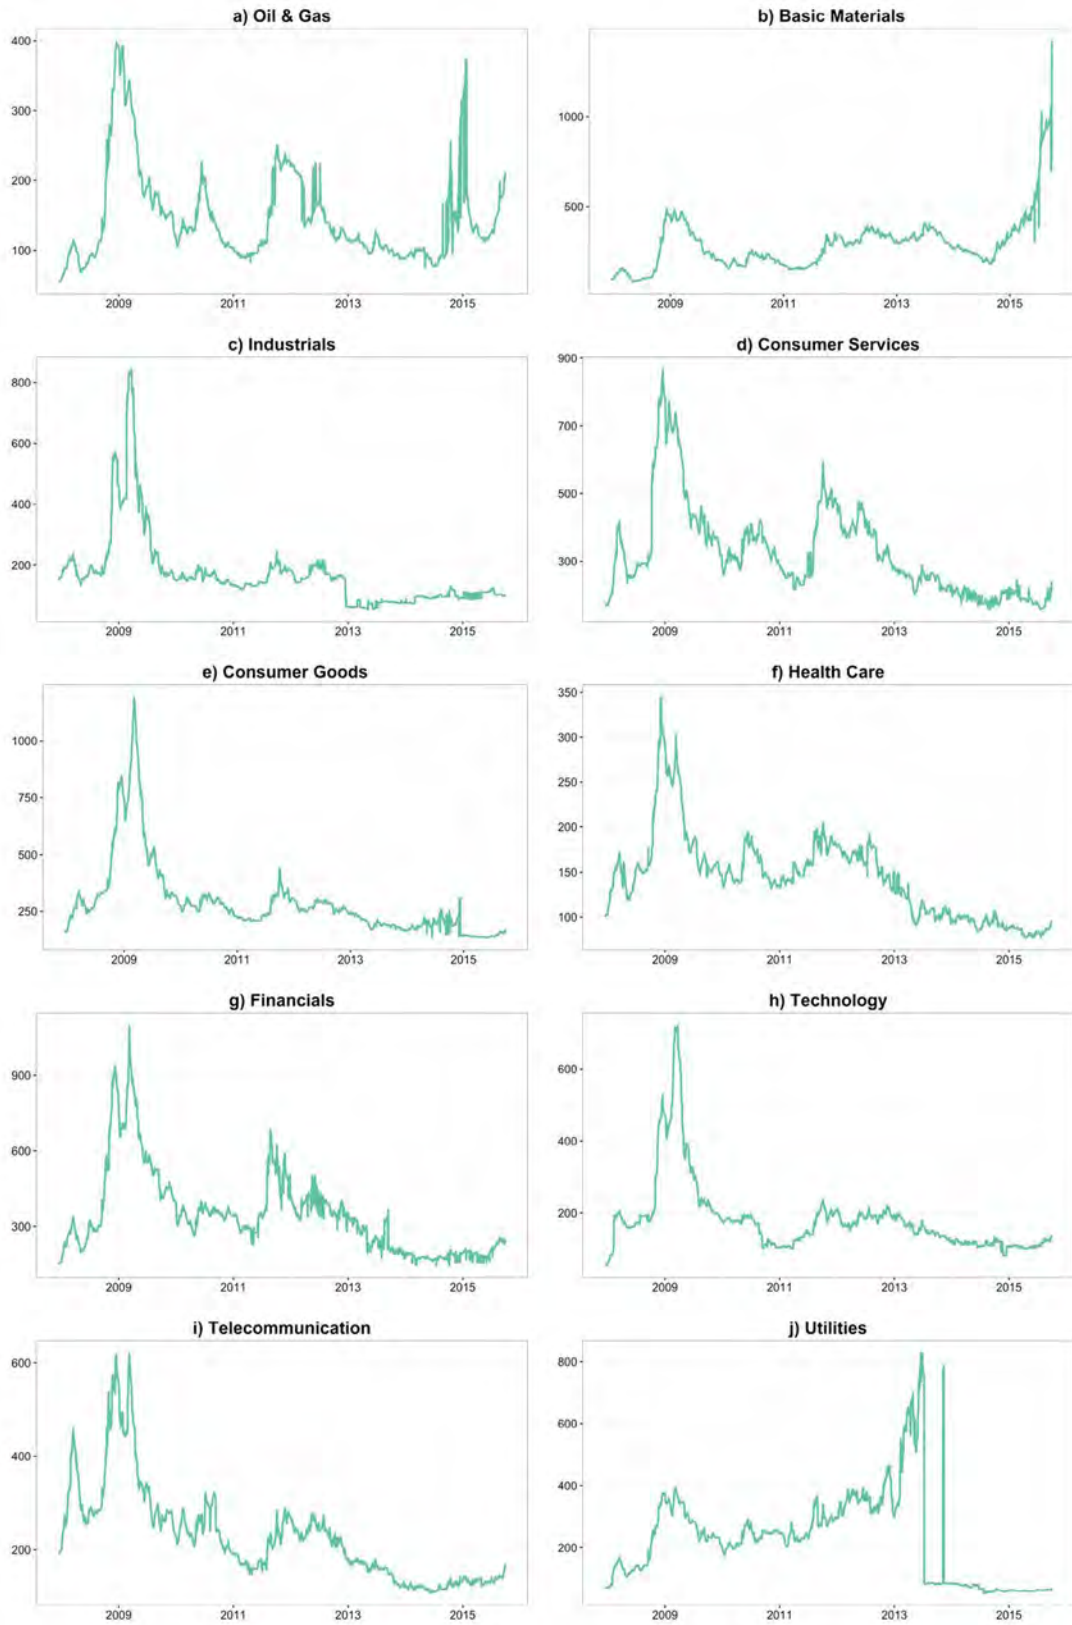 a) Oil & Gas
400
300
200
100
2009 2011 2013 2015
b) Basic Materials
1000
500
2009 2011 2013 2015
c) Industrials
800
600
400
200
2009 2011 2013 2015
d) Consumer Services
900
700
500
300
2009 2011 2013 2015
e) Consumer Goods
1000
750
500
250
2009 2011 2013 2015
f) Health Care
350
300
250
200
150
100
2009 2011 2013 2015
g) Financials
900
600
300
2009 2011 2013 2015
h) Technology
600
400
200
2009 2011 2013 2015
i) Telecommunication
600
400
200
2009 2011 2013 2015
j) Utilities
800
600
400
200
2009 2011 2013 2015